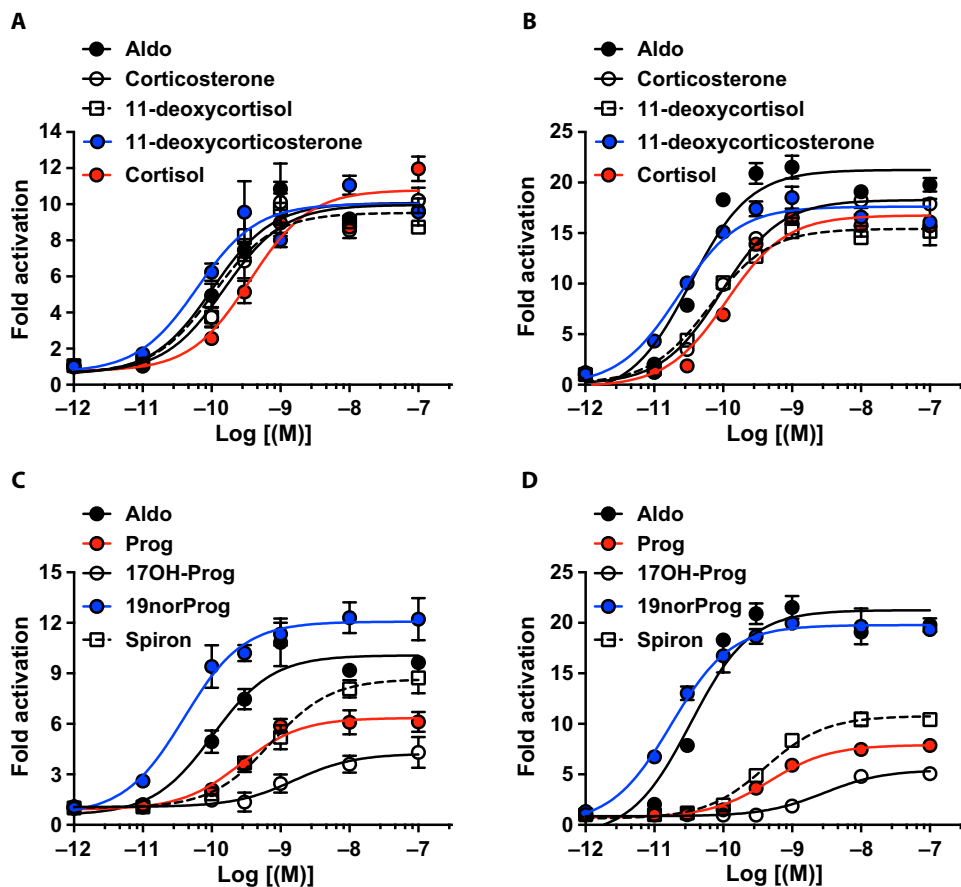 A
Aldo
Corticosterone
11-deoxycortisol
11-deoxycorticosterone
Cortisol
Fold activation
14
12
10
8
6
4
2
0
–12 –11 –10 –9 –8 –7
Log [(M)]
B
Aldo
Corticosterone
11-deoxycortisol
11-deoxycorticosterone
Cortisol
Fold activation
25
20
15
10
5
0
–12 –11 –10 –9 –8 –7
Log [(M)]
C
Aldo
Prog
17OH-Prog
19norProg
Spiron
Fold activation
15
12
9
6
3
0
–12 –11 –10 –9 –8 –7
Log [(M)]
D
Aldo
Prog
17OH-Prog
19norProg
Spiron
Fold activation
25
20
15
10
5
0
–12 –11 –10 –9 –8 –7
Log [(M)]